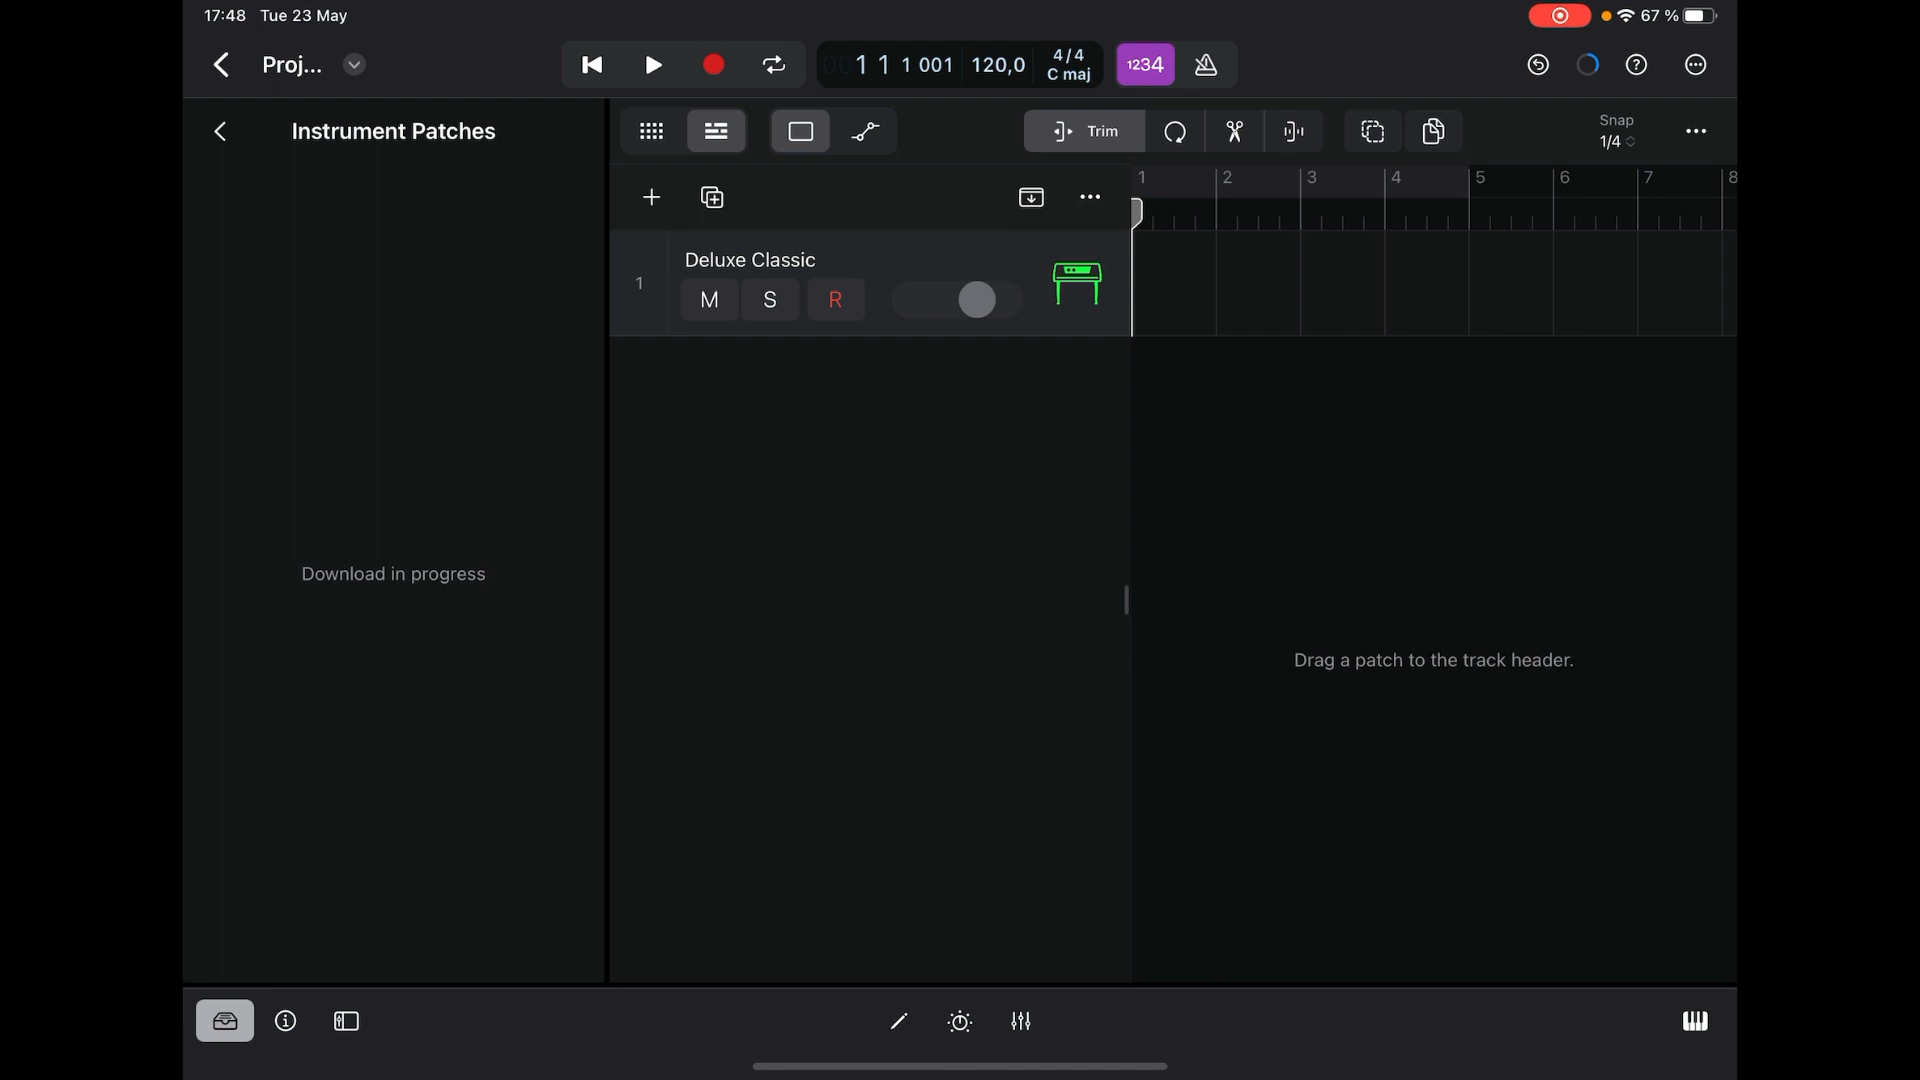 17:48 Tue 23 May
67 %
Proj...
001 1 1 001 120,0
4/4
C maj
1234
Instrument Patches
Trim
Snap
1/4
1 2 3 4 5 6 7 8
1
Deluxe Classic
M S R
Download in progress
Drag a patch to the track header.